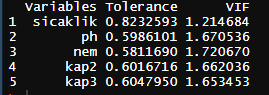 Variables Tolerance VIF
1 sicaklik 0.8232593 1.214684
2 ph 0.5986101 1.670536
3 nem 0.5811690 1.720670
4 kap2 0.6016716 1.662036
5 kap3 0.6047950 1.653453